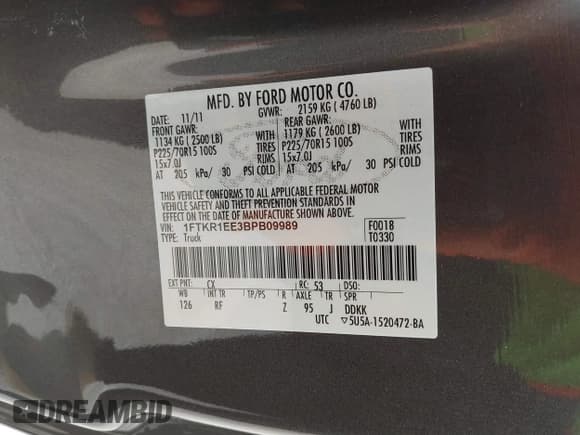 MFD. BY FORD MOTOR CO.
DATE: 11/11 GVWR: 2159 KG ( 4760 LB)
FRONT GAWR: REAR GAWR:
1134 KG ( 2500 LB) WITH 1179 KG ( 2600 LB) WITH
P225/70R15 100S TIRES P225/70R15 100S TIRES
15x7.0J RIMS 15x7.0J RIMS
AT 205 kPa/ 30 PSI COLD AT 205 kPa/ 30 PSI COLD
THIS VEHICLE CONFORMS TO ALL APPLICABLE FEDERAL MOTOR
VEHICLE SAFETY AND THEFT PREVENTION STANDARDS IN
EFFECT ON THE DATE OF MANUFACTURE SHOWN ABOVE.
VIN: 1FTKR1EE3BPB09989 F0018
TYPE: Truck T0330
EXT PNT: CX RC: 53 DSO:
WB INT TR TP/PS R AXLE TR SPR
126 RF Z 95 J DDKK
UTC ▽5U5A-1520472-BA
DREAMBID